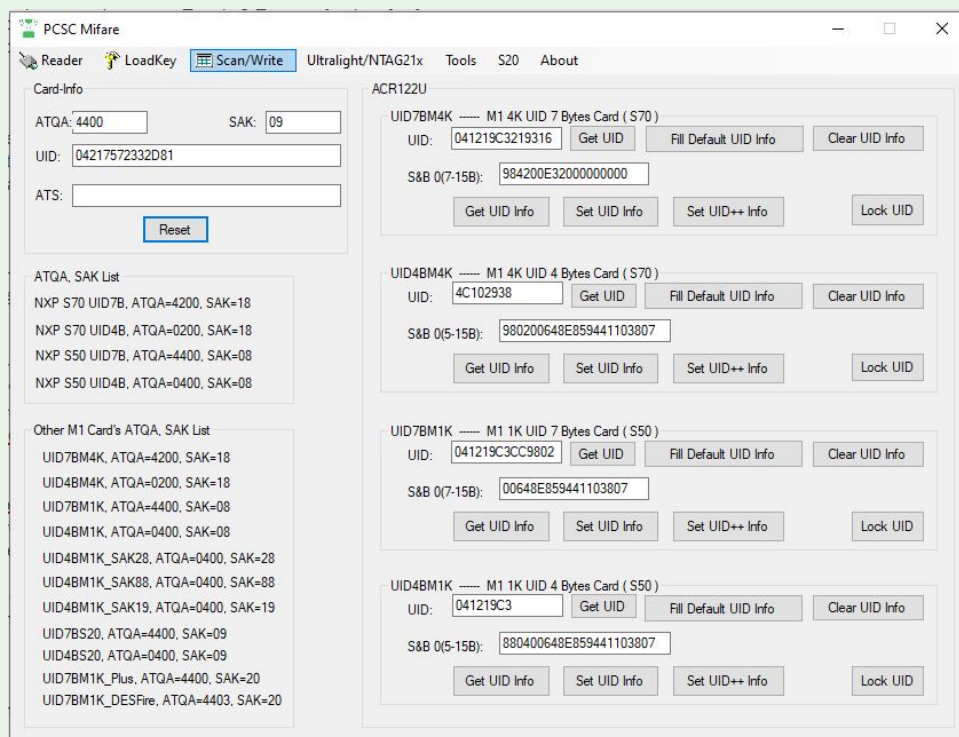 PCSC Mifare
Reader LoadKey Scan/Write Ultralight/NTAG21x Tools S20 About
Card-Info
ATQA: 4400 SAK: 09
UID: 04217572332D81
ATS:
Reset
ATQA, SAK List
NXP S70 UID7B, ATQA=4200, SAK=18
NXP S70 UID4B, ATQA=0200, SAK=18
NXP S50 UID7B, ATQA=4400, SAK=08
NXP S50 UID4B, ATQA=0400, SAK=08
Other M1 Card's ATQA, SAK List
UID7BM4K, ATQA=4200, SAK=18
UID4BM4K, ATQA=0200, SAK=18
UID7BM1K, ATQA=4400, SAK=08
UID4BM1K, ATQA=0400, SAK=08
UID4BM1K_SAK28, ATQA=0400, SAK=28
UID4BM1K_SAK88, ATQA=0400, SAK=88
UID4BM1K_SAK19, ATQA=0400, SAK=19
UID7BS20, ATQA=4400, SAK=09
UID4BS20, ATQA=0400, SAK=09
UID7BM1K_Plus, ATQA=4400, SAK=20
UID7BM1K_DESFire, ATQA=4403, SAK=20
ACR122U
UID7BM4K ------ M1 4K UID 7 Bytes Card ( S70 )
UID: 041219C3219316 Get UID Fill Default UID Info Clear UID Info
S&B 0(7-15B): 984200E32000000000
Get UID Info Set UID Info Set UID++ Info Lock UID
UID4BM4K ------ M1 4K UID 4 Bytes Card ( S70 )
UID: 4C102938 Get UID Fill Default UID Info Clear UID Info
S&B 0(5-15B): 980200648E859441103807
Get UID Info Set UID Info Set UID++ Info Lock UID
UID7BM1K ------ M1 1K UID 7 Bytes Card ( S50 )
UID: 041219C3CC9802 Get UID Fill Default UID Info Clear UID Info
S&B 0(7-15B): 00648E859441103807
Get UID Info Set UID Info Set UID++ Info Lock UID
UID4BM1K ------ M1 1K UID 4 Bytes Card ( S50 )
UID: 041219C3 Get UID Fill Default UID Info Clear UID Info
S&B 0(5-15B): 880400648E859441103807
Get UID Info Set UID Info Set UID++ Info Lock UID